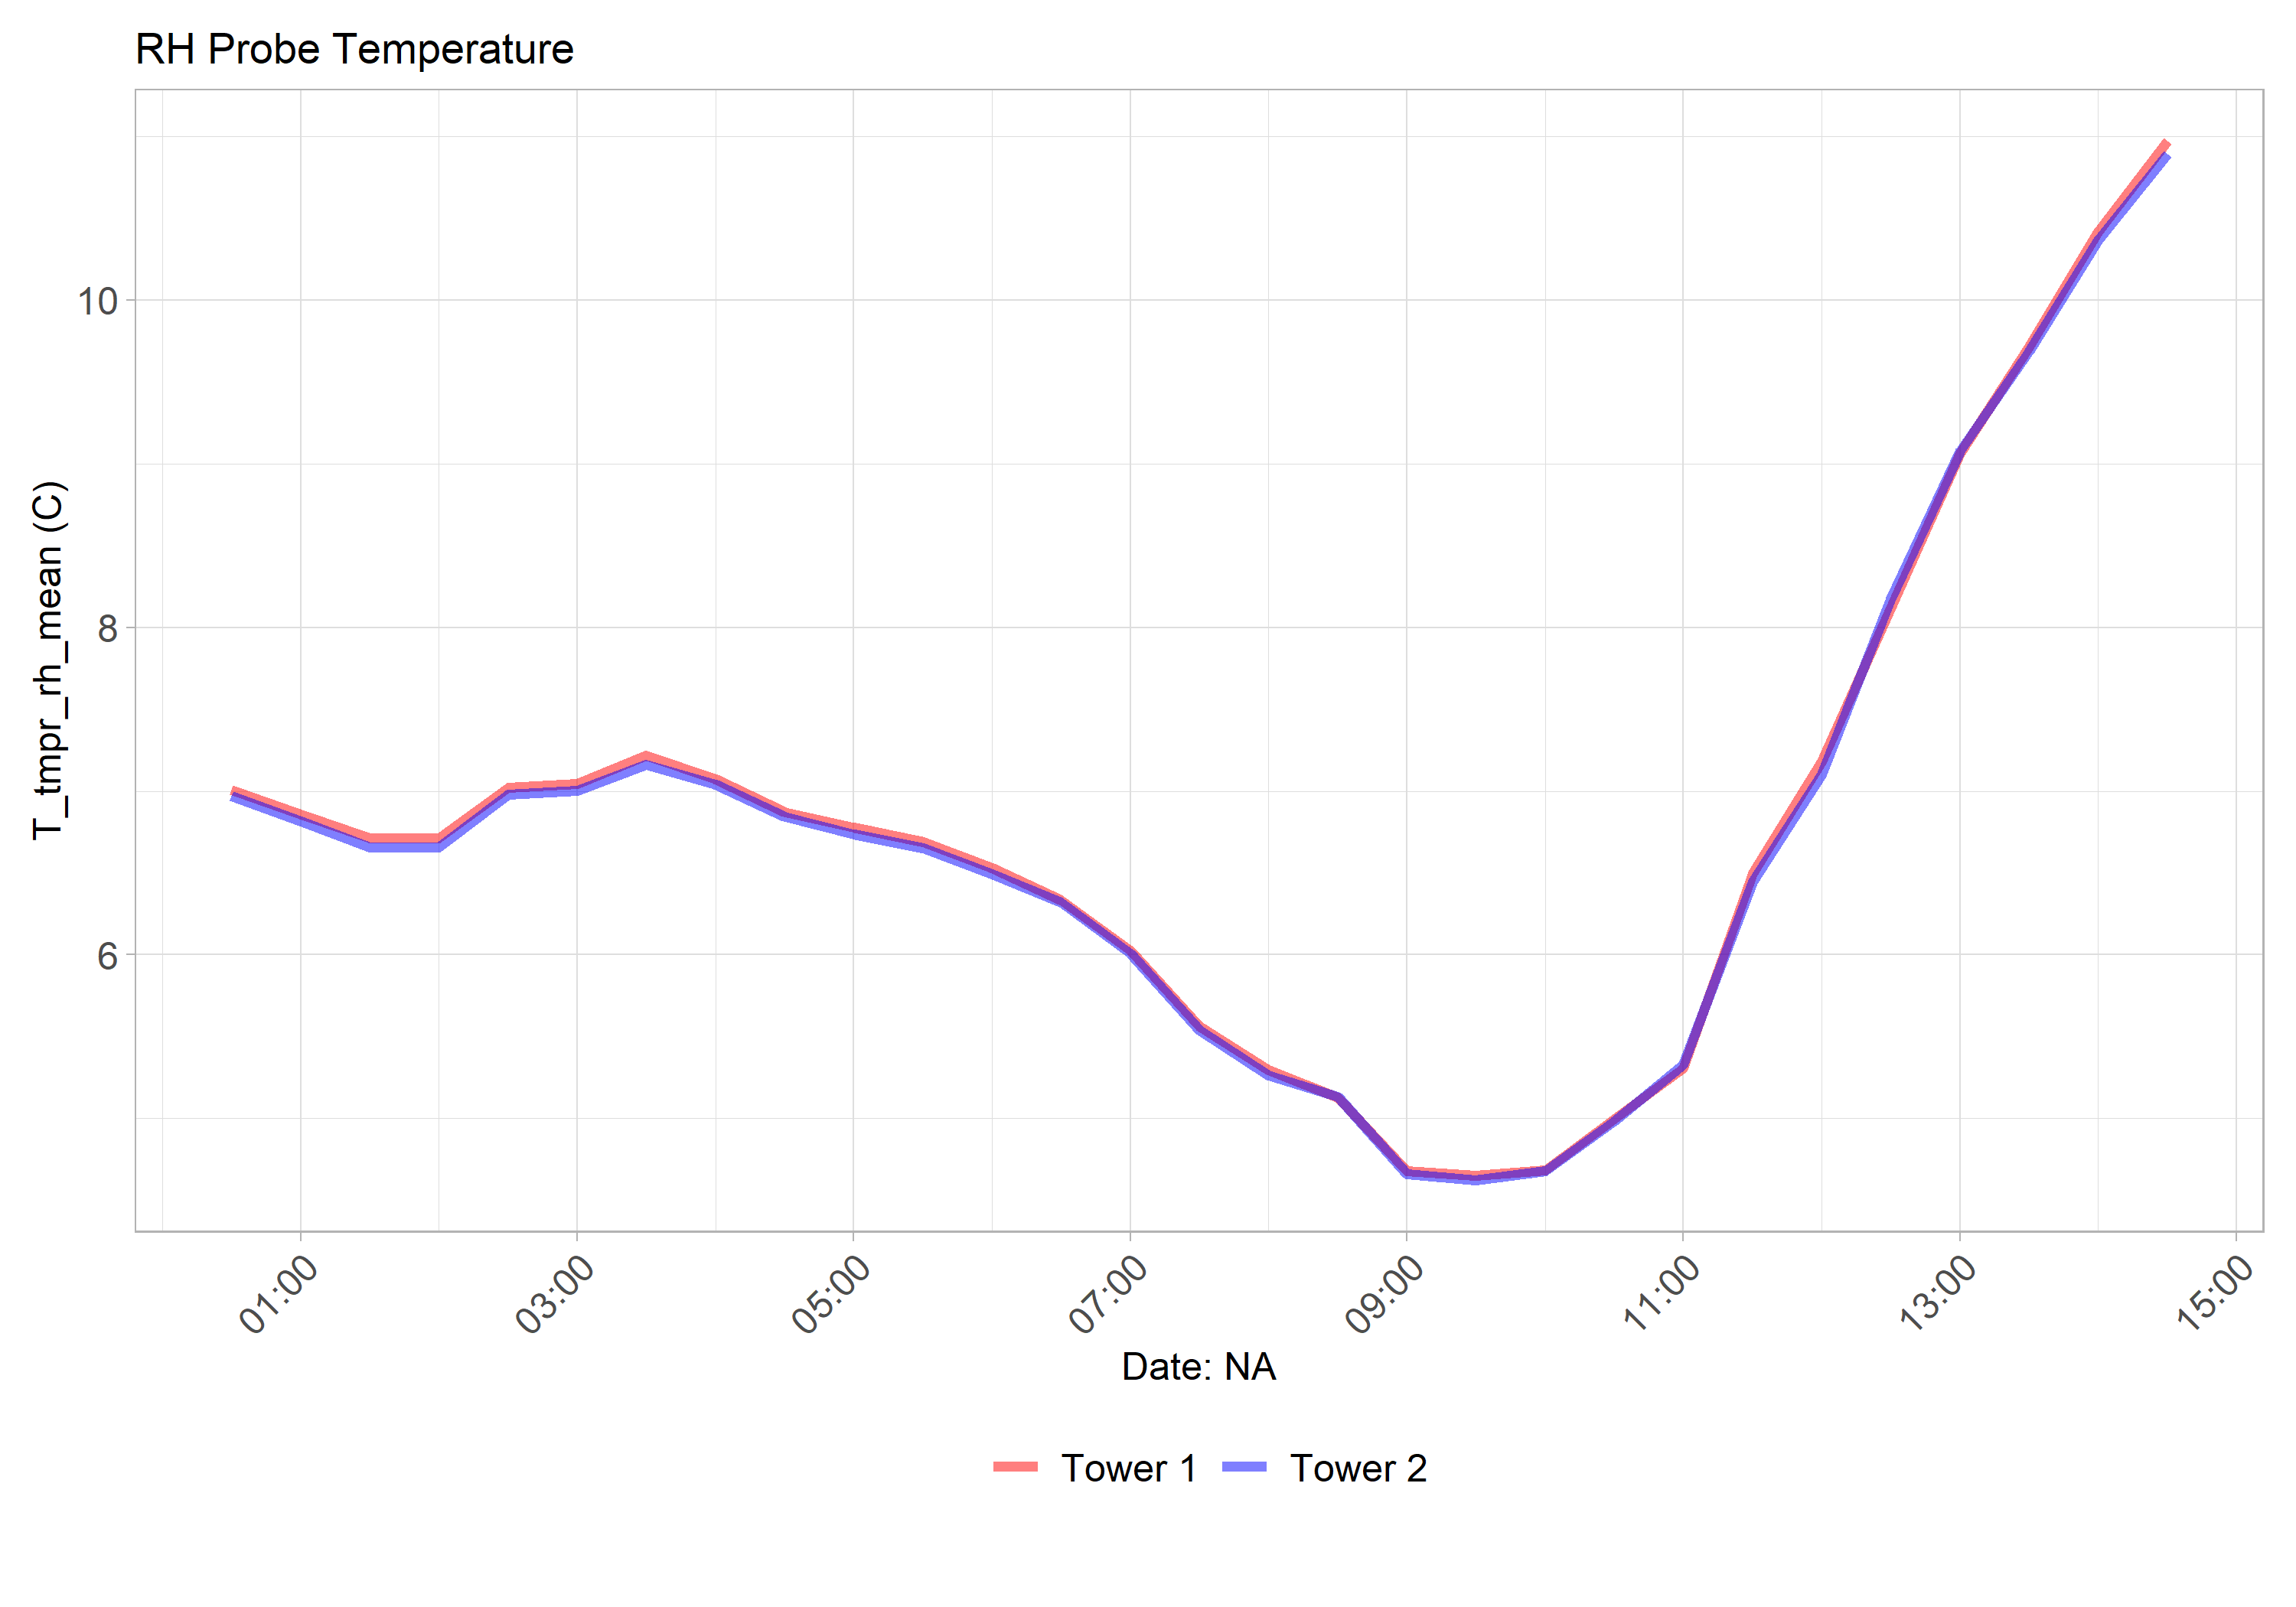 RH Probe Temperature
T_tmpr_rh_mean (C)
10
8
6
01:00 03:00 05:00 07:00 09:00 11:00 13:00 15:00
Date: NA
Tower 1 Tower 2